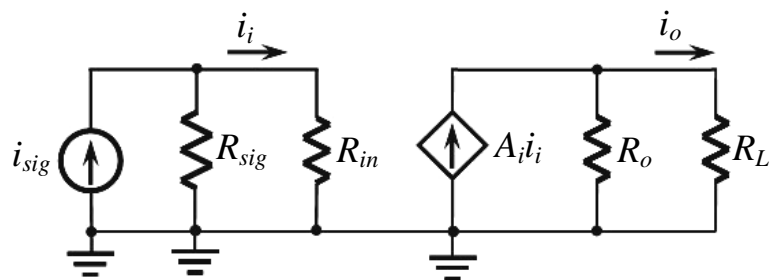 i_i
i_o
i_sig
R_sig
R_in
A_i i_i
R_o
R_L